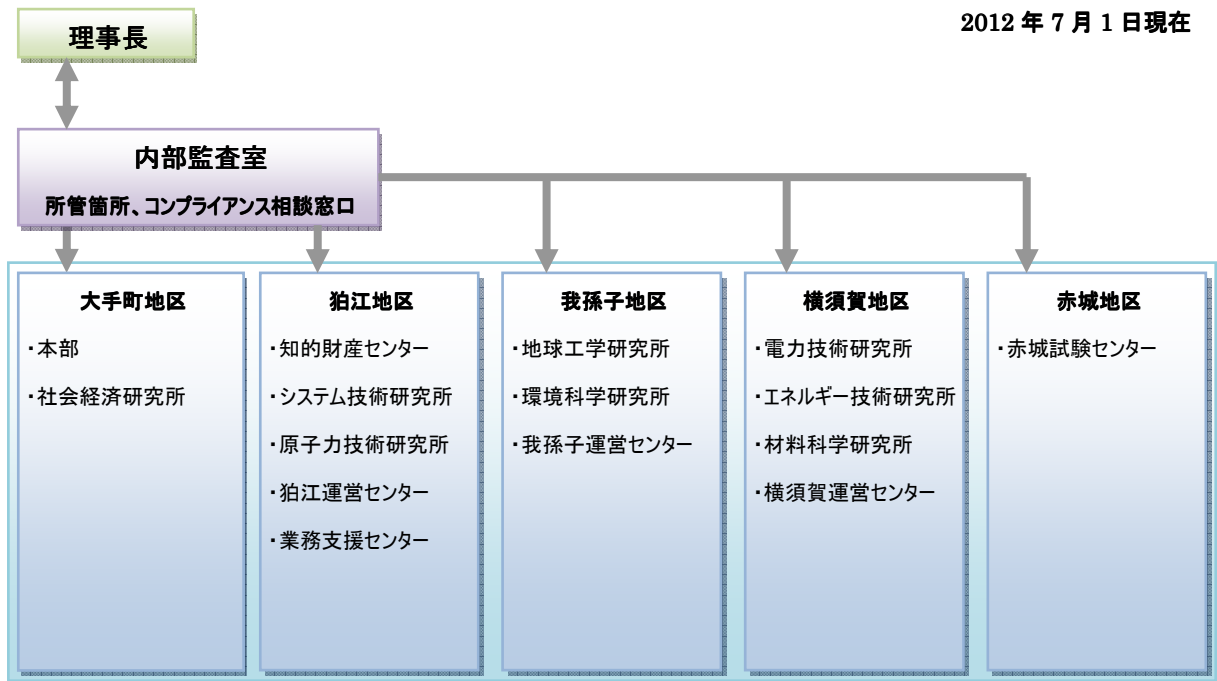 2012 年 7 月 1 日現在
理事長
内部監査室
所管箇所、コンプライアンス相談窓口
大手町地区
・本部
・社会経済研究所
狛江地区
・知的財産センター
・システム技術研究所
・原子力技術研究所
・狛江運営センター
・業務支援センター
我孫子地区
・地球工学研究所
・環境科学研究所
・我孫子運営センター
横須賀地区
・電力技術研究所
・エネルギー技術研究所
・材料科学研究所
・横須賀運営センター
赤城地区
・赤城試験センター